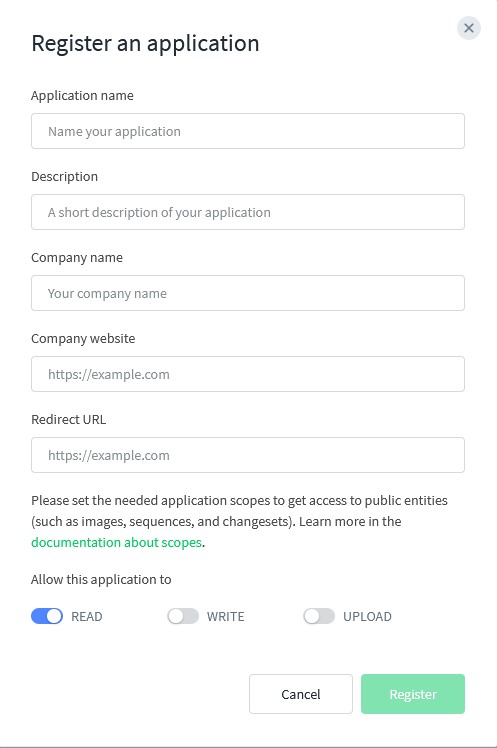 Register an application
Application name
Name your application
Description
A short description of your application
Company name
Your company name
Company website
https://example.com
Redirect URL
https://example.com
Please set the needed application scopes to get access to public entities
(such as images, sequences, and changesets). Learn more in the
documentation about scopes.
Allow this application to
READ WRITE UPLOAD
Cancel Register